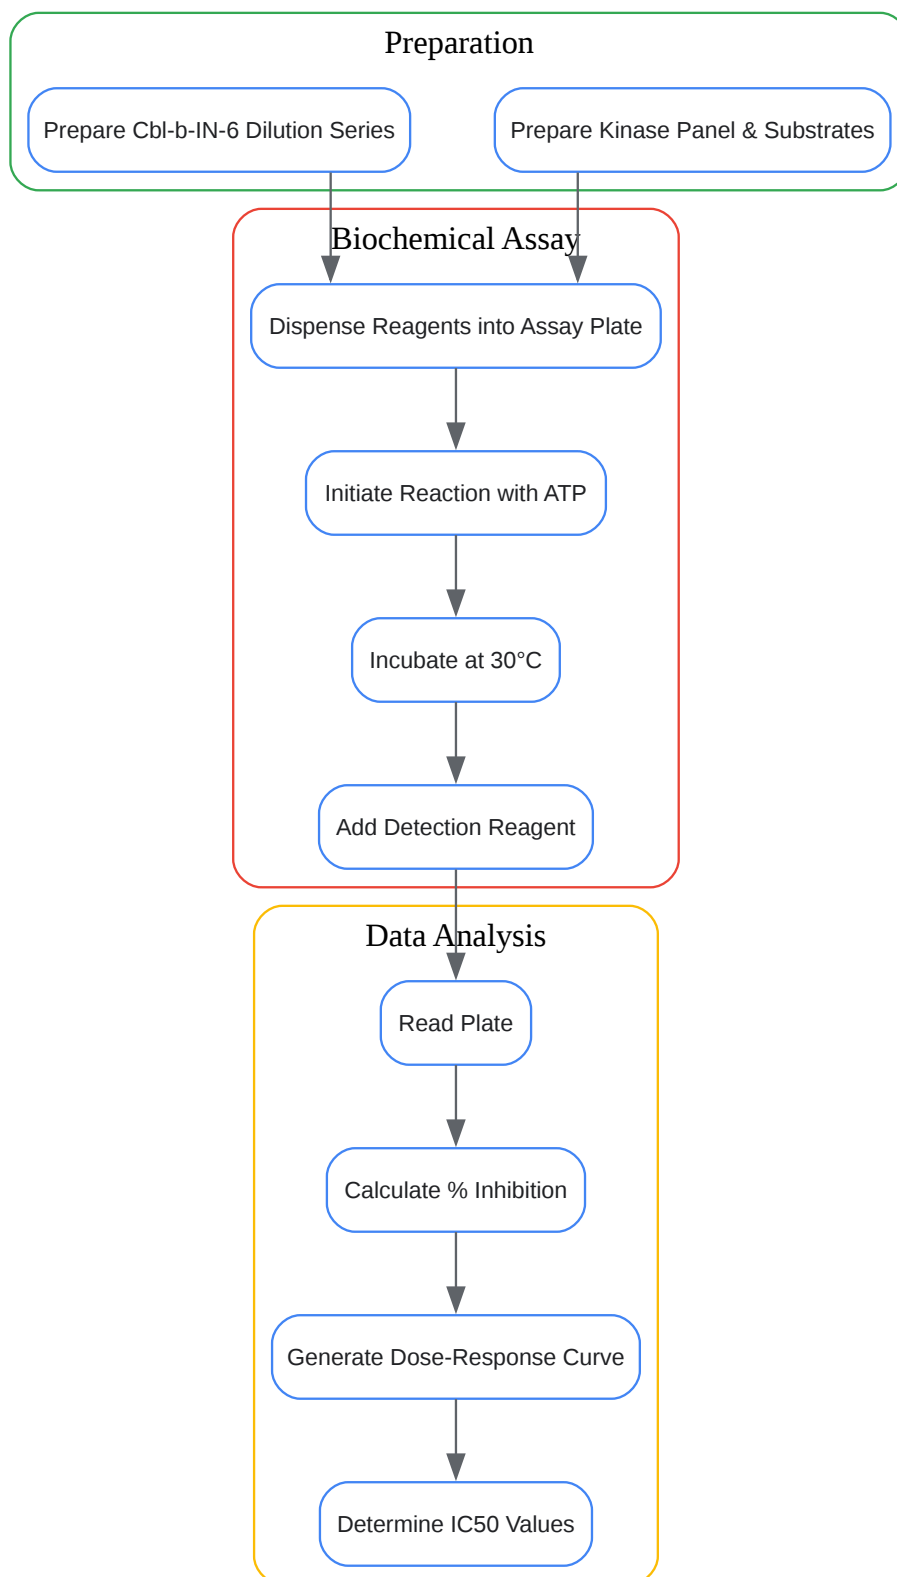 Preparation
Prepare Cbl-b-IN-6 Dilution Series
Prepare Kinase Panel & Substrates
Biochemical Assay
Dispense Reagents into Assay Plate
Initiate Reaction with ATP
Incubate at 30°C
Add Detection Reagent
Data Analysis
Read Plate
Calculate % Inhibition
Generate Dose-Response Curve
Determine IC50 Values